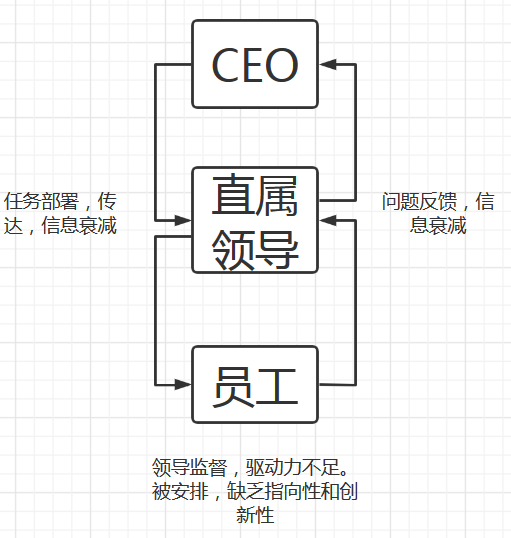 CEO
直属
领导
任务部署，传
达，信息衰减
问题反馈，信
息衰减
员工
领导监督，驱动力不足。
被安排，缺乏指向性和创
新性